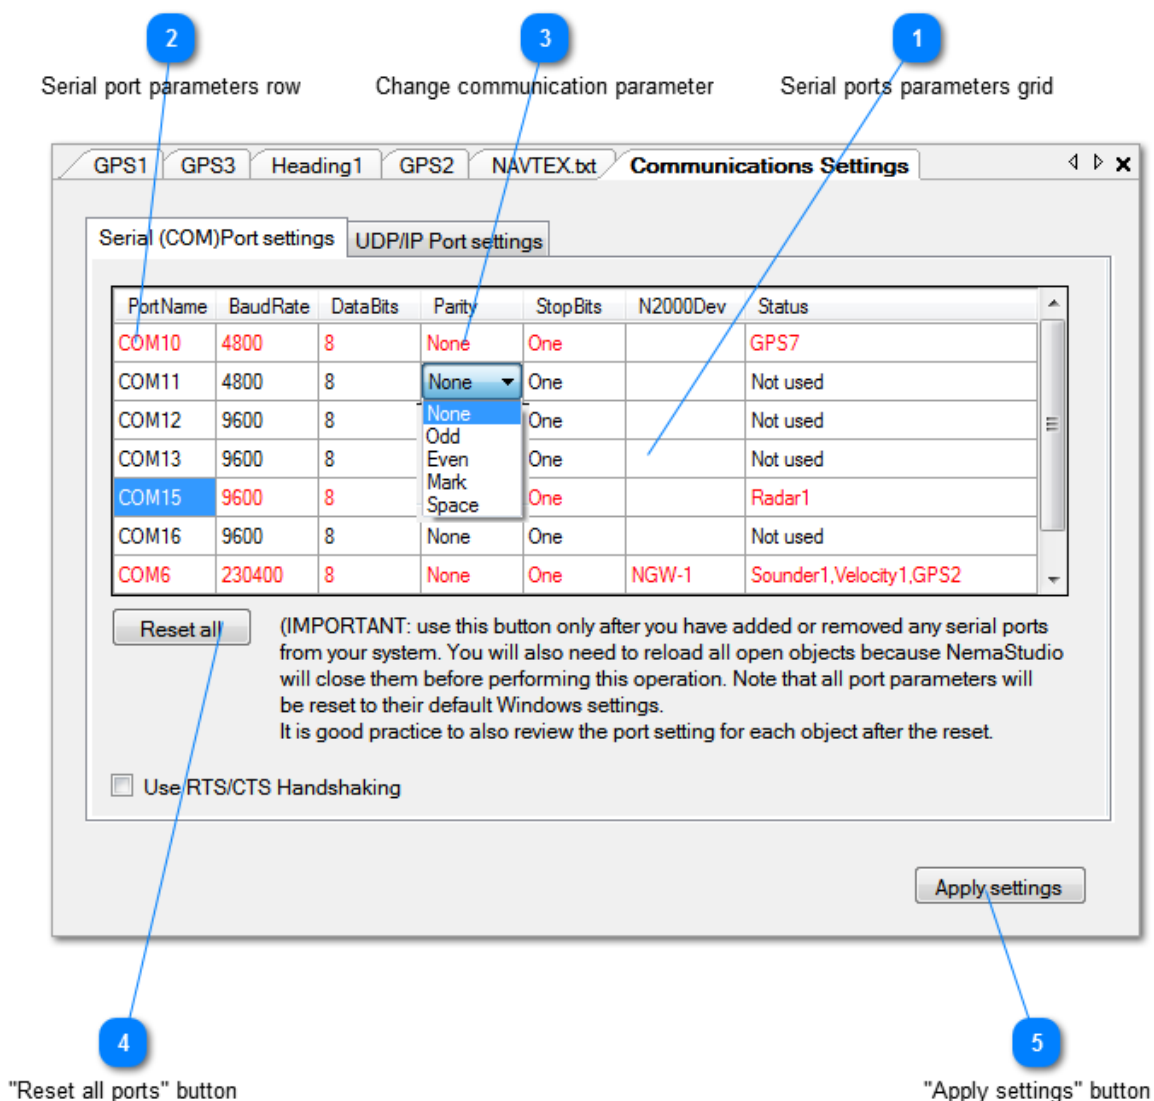 2 3 1
Serial port parameters row Change communication parameter Serial ports parameters grid
GPS1 GPS3 Heading1 GPS2 NAVTEX.txt Communications Settings
Serial (COM)Port settings UDP/IP Port settings
PortName BaudRate DataBits Parity StopBits N2000Dev Status
COM10 4800 8 None One GPS7
COM11 4800 8 None One Not used
COM12 9600 8 None One Not used
Odd
COM13 9600 8 Even One Not used
Mark
COM15 9600 8 Space One Radar1
COM16 9600 8 None One Not used
COM6 230400 8 None One NGW-1 Sounder1,Velocity1,GPS2
Reset all (IMPORTANT: use this button only after you have added or removed any serial ports
from your system. You will also need to reload all open objects because NemaStudio
will close them before performing this operation. Note that all port parameters will
be reset to their default Windows settings.
It is good practice to also review the port setting for each object after the reset.
Use RTS/CTS Handshaking
Apply settings
4 5
"Reset all ports" button "Apply settings" button